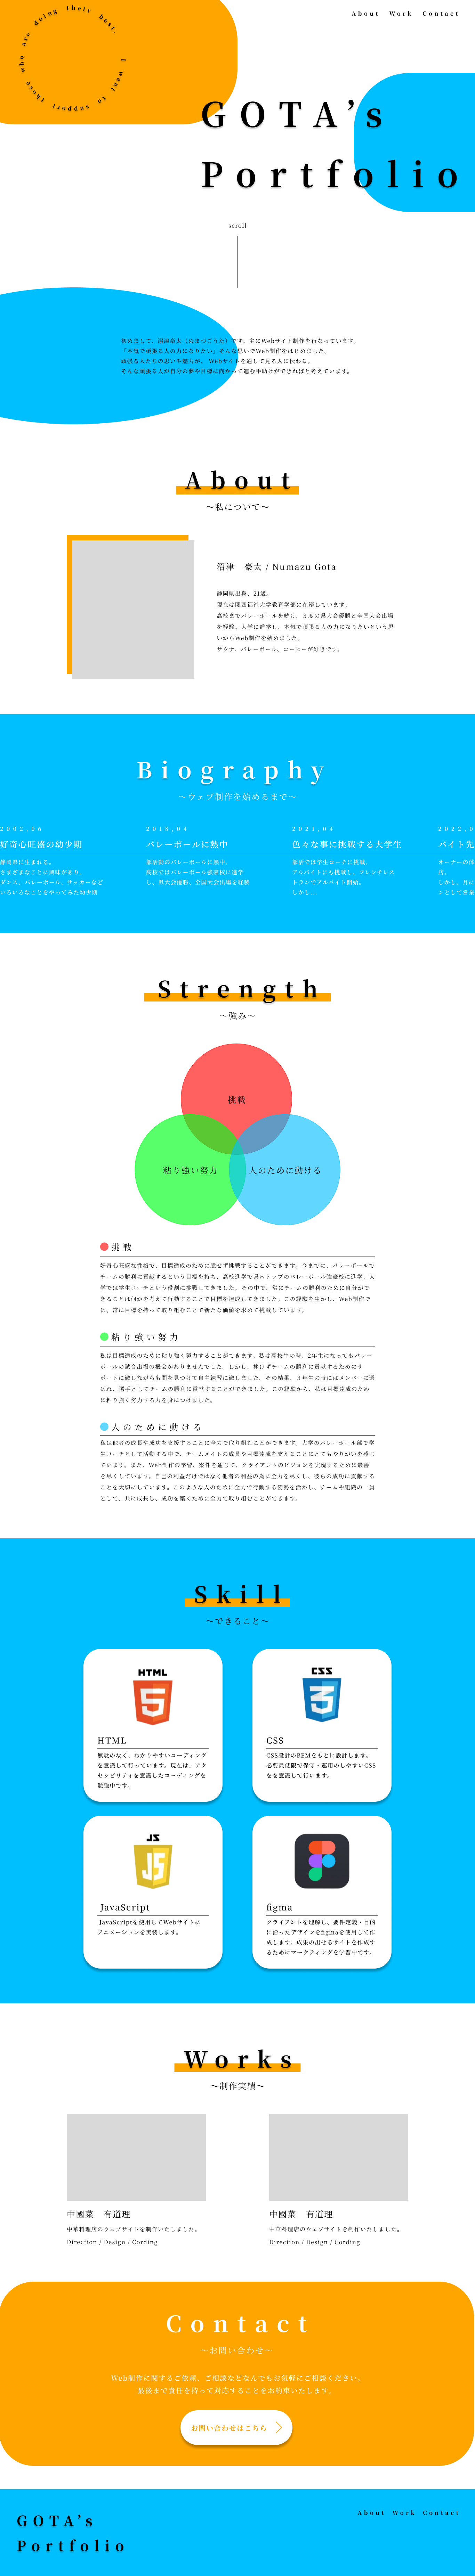 I want to support those who are doing their best.
About Work Contact
GOTA's
Portfolio
scroll
初めまして。沼津豪太（ぬまづごうた）です。主にWebサイト制作を行なっています。
「本気で頑張る人の力になりたい」そんな思いでWeb制作をはじめました。
頑張る人たちの思いや魅力が、Webサイトを通して見る人に伝わる。
そんな頑張る人が自分の夢や目標に向かって進む手助けができればと考えています。
About
〜私について〜
沼津　豪太 / Numazu Gota
静岡県出身、21歳。
現在は関西福祉大学教育学部に在籍しています。
高校までバレーボールを続け、３度の県大会優勝と全国大会出場
を経験。大学に進学し、本気で頑張る人の力になりたいという思
いからWeb制作を始めました。
サウナ、バレーボール、コーヒーが好きです。
Biography
〜ウェブ制作を始めるまで〜
2002,06
好奇心旺盛の幼少期
静岡県に生まれる。
さまざまなことに興味があり、
ダンス、バレーボール、サッカーなど
いろいろなことをやってみた幼少期
2018,04
バレーボールに熱中
部活動のバレーボールに熱中。
高校ではバレーボール強豪校に進学
し、県大会優勝、全国大会出場を経験
2021,04
色々な事に挑戦する大学生
部活では学生コーチに挑戦。
アルバイトにも挑戦し、フレンチレス
トランでアルバイト開始。
しかし...
2022,0
バイト先
オーナーの体
店。
しかし、月に
ンとして営業
Strength
〜強み〜
挑戦
粘り強い努力
人のために動ける
挑戦
好奇心旺盛な性格で、目標達成のために臆せず挑戦することができます。今までに、バレーボールで
チームの勝利に貢献するという目標を持ち、高校進学で県内トップのバレーボール強豪校に進学、大
学では学生コーチという役割に挑戦してきました。その中で、常にチームの勝利のために自分がで
きることは何かを考えて行動することで目標を達成してきました。この経験を生かし、Web制作で
は、常に目標を持って取り組むことで新たな価値を求めて挑戦しています。
粘り強い努力
私は目標達成のために粘り強く努力することができます。私は高校生の時、2年生になってもバレー
ボールの試合出場の機会がありませんでした。しかし、挫けずチームの勝利に貢献するためにサ
ポートに徹しながらも間を見つけて自主練習に徹しました。その結果、３年生の時にはメンバーに選
ばれ、選手としてチームの勝利に貢献することができました。この経験から、私は目標達成のため
に粘り強く努力する力を身につけました。
人のために動ける
私は他者の成長や成功を支援することに全力で取り組むことができます。大学のバレーボール部で学
生コーチとして活動する中で、チームメイトの成長や目標達成を支えることにとてもやりがいを感じ
ています。また、Web制作の学習、案件を通じて、クライアントのビジョンを実現するために最善
を尽くしています。自己の利益だけではなく他者の利益の為に全力を尽くし、彼らの成功に貢献する
ことを大切にしています。このような人のために全力で行動する姿勢を活かし、チームや組織の一員
として、共に成長し、成功を築くために全力で取り組むことができます。
Skill
〜できること〜
HTML
5
HTML
無駄のなく、わかりやすいコーディング
を意識して行っています。現在は、アク
セシビリティを意識したコーディングを
勉強中です。
CSS
3
CSS
CSS設計のBEMをもとに設計します。
必要最低限で保守・運用のしやすいCSS
をを意識して行います。
JS
JS
JavaScript
JavaScriptを使用してWebサイトに
アニメーションを実装します。
figma
クライアントを理解し、要件定義・目的
に沿ったデザインをfigmaを使用して作
成します。成果の出せるサイトを作成す
るためにマーケティングを学習中です。
Works
〜制作実績〜
中國菜　有道理
中華料理店のウェブサイトを制作いたしました。
Direction / Design / Cording
中國菜　有道理
中華料理店のウェブサイトを制作いたしました。
Direction / Design / Cording
Contact
〜お問い合わせ〜
Web制作に関するご依頼、ご相談などなんでもお気軽にご相談ください。
最後まで責任を持って対応することをお約束いたします。
お問い合わせはこちら
GOTA's
Portfolio
About Work Contact